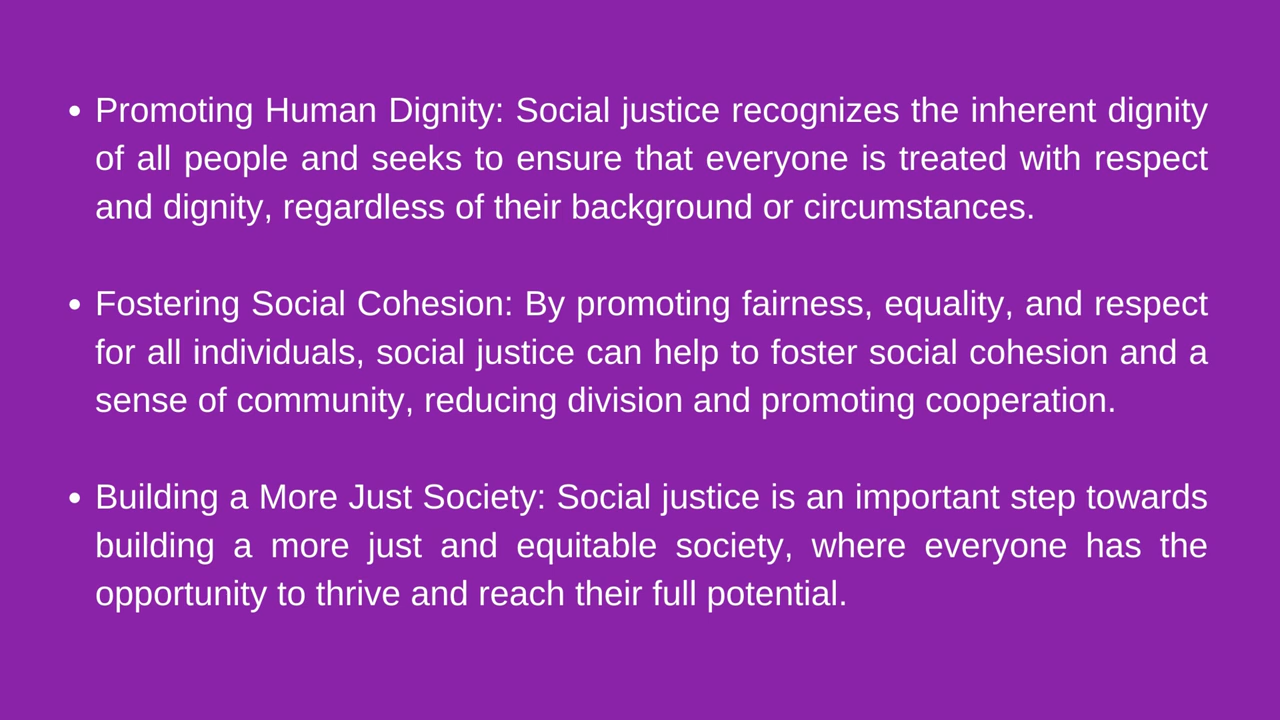 • Promoting Human Dignity: Social justice recognizes the inherent dignity
of all people and seeks to ensure that everyone is treated with respect
and dignity, regardless of their background or circumstances.
• Fostering Social Cohesion: By promoting fairness, equality, and respect
for all individuals, social justice can help to foster social cohesion and a
sense of community, reducing division and promoting cooperation.
• Building a More Just Society: Social justice is an important step towards
building a more just and equitable society, where everyone has the
opportunity to thrive and reach their full potential.